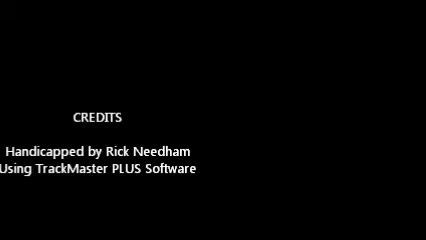 CREDITS
Handicapped by Rick Needham
Using TrackMaster PLUS Software